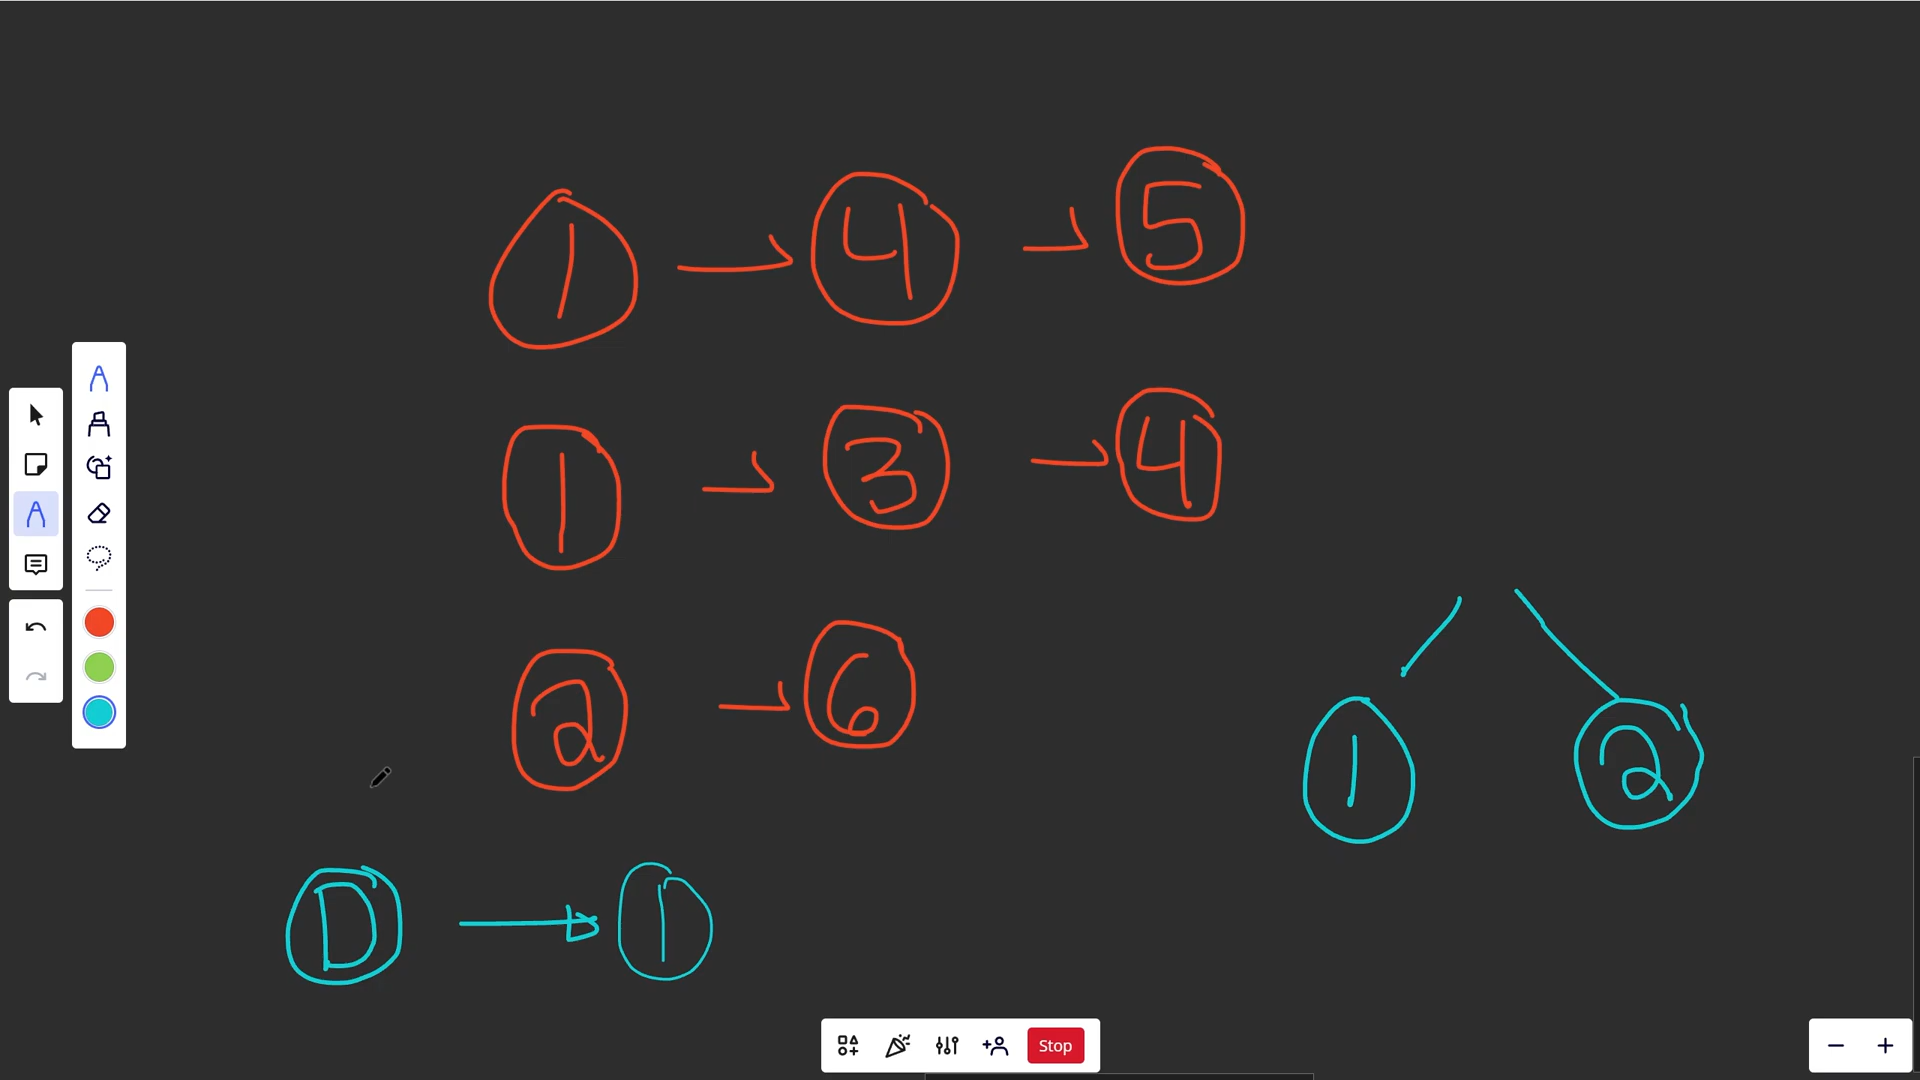 1 → 4 → 5
1 → 3 → 4
2 → 6
1 2
D → 1
Stop